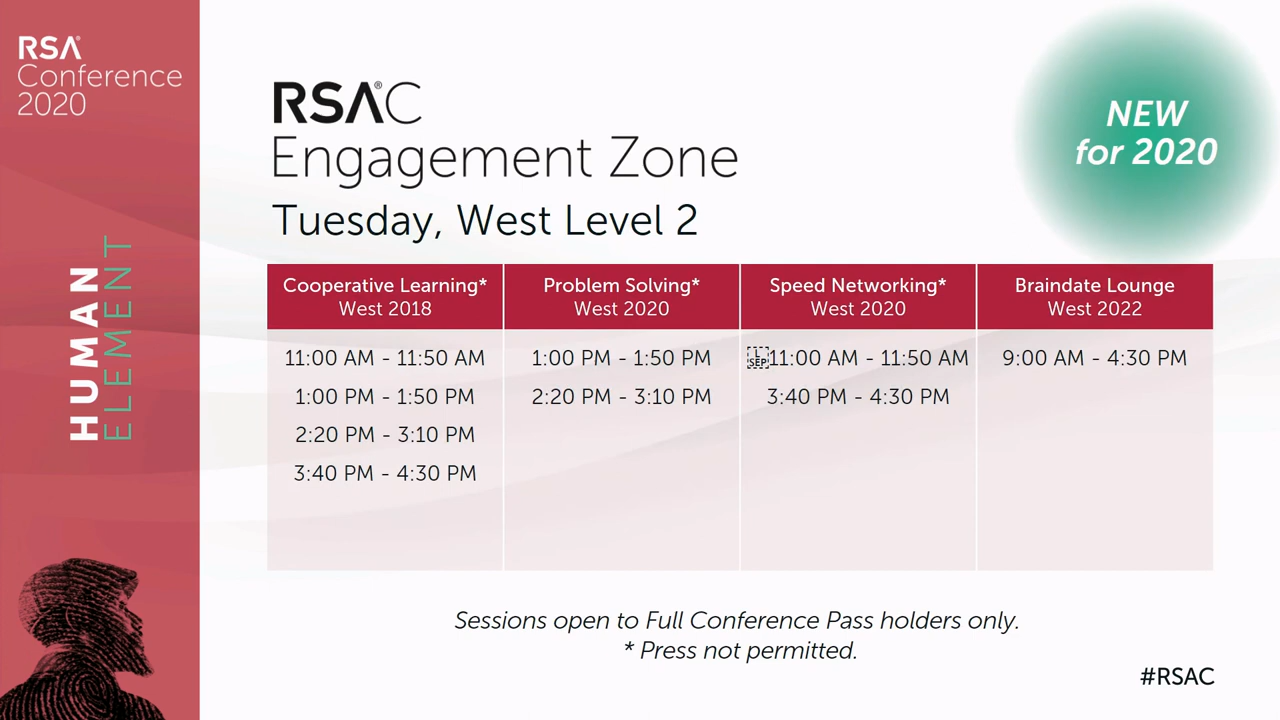 RSA®
Conference
2020
HUMAN
ELEMENT
RSA®C
Engagement Zone
Tuesday, West Level 2
NEW
for 2020
Cooperative Learning*
West 2018
11:00 AM - 11:50 AM
1:00 PM - 1:50 PM
2:20 PM - 3:10 PM
3:40 PM - 4:30 PM
Problem Solving*
West 2020
1:00 PM - 1:50 PM
2:20 PM - 3:10 PM
Speed Networking*
West 2020
L SEP 11:00 AM - 11:50 AM
3:40 PM - 4:30 PM
Braindate Lounge
West 2022
9:00 AM - 4:30 PM
Sessions open to Full Conference Pass holders only.
* Press not permitted.
#RSAC